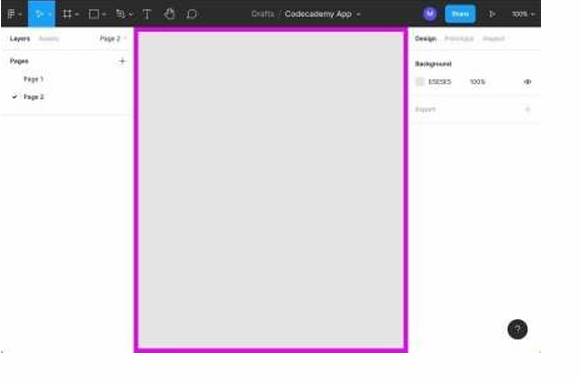 T Drafts / Codecademy App M Share 100%
Layers Assets Page 2 Design Prototype Inspect
Pages + Background
Page 1 E5E5E5 100%
Page 2
Export +
?